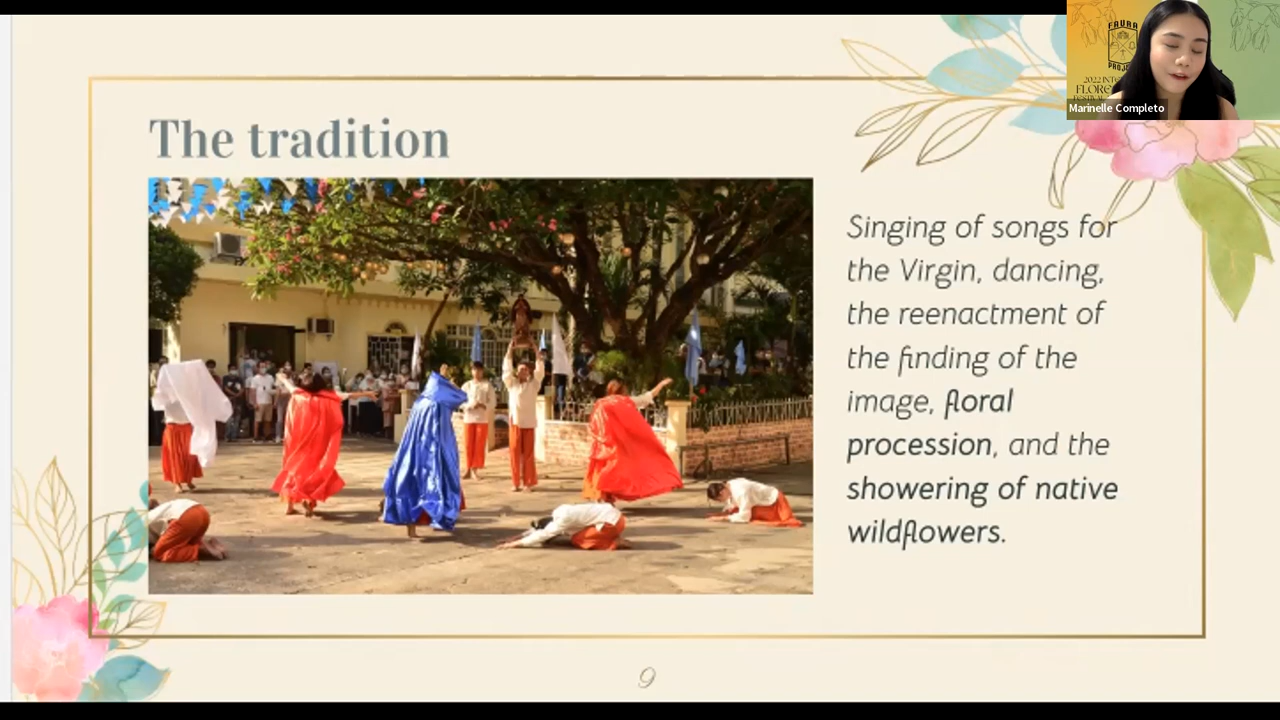 The tradition
Singing of songs for
the Virgin, dancing,
the reenactment of
the finding of the
image, floral
procession, and the
showering of native
wildflowers.
9
FAURA
2022
Marinelle Completo